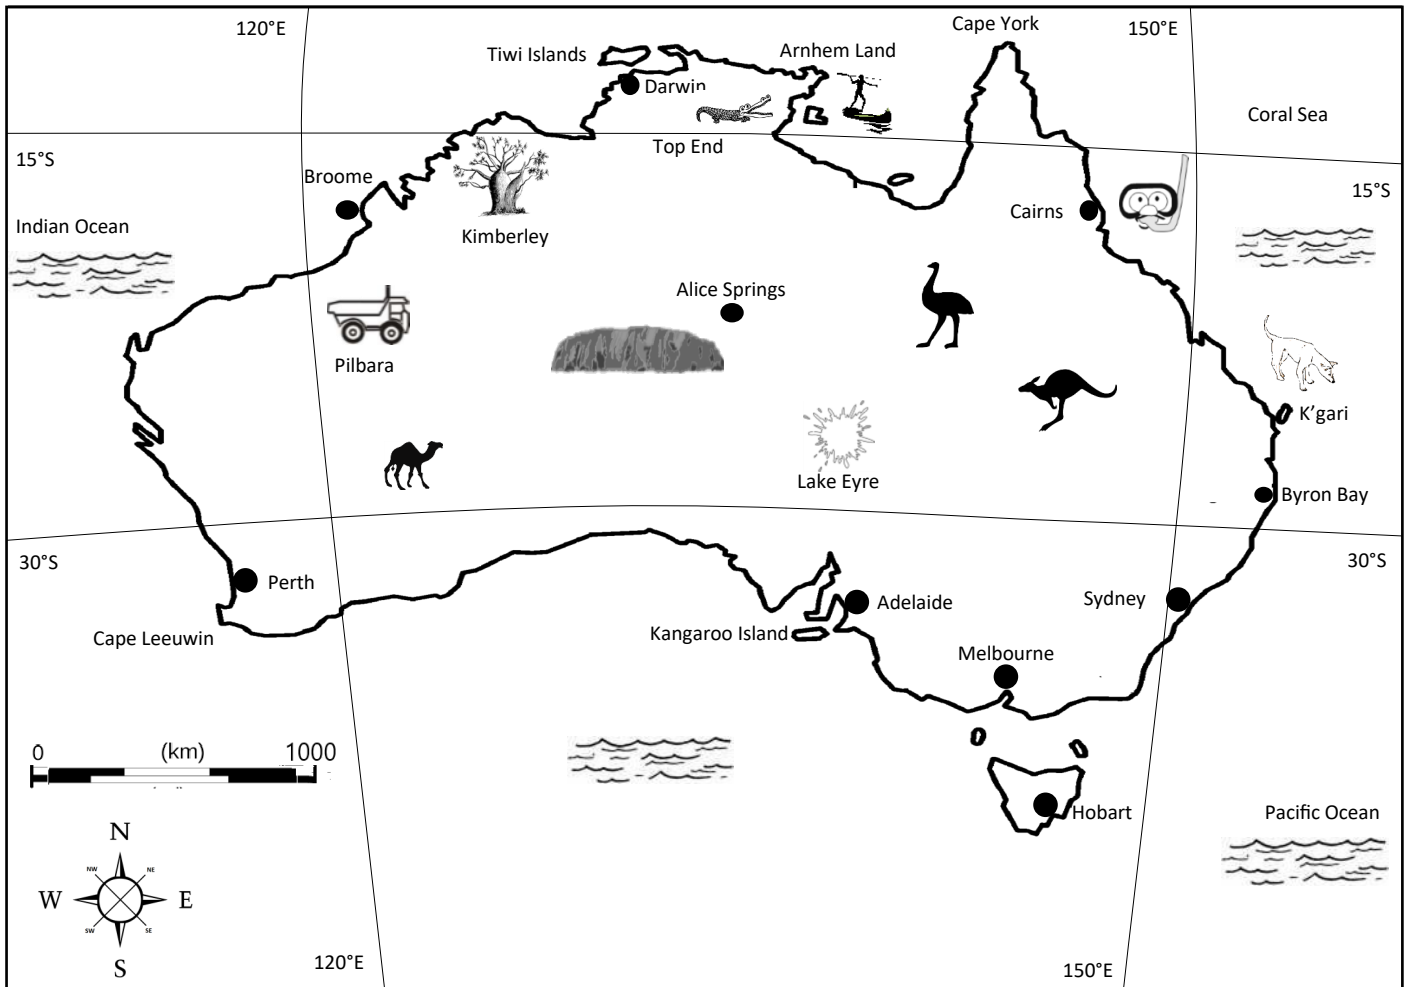 Cape York
120°E
150°E
Tiwi Islands
Arnhem Land
Darwin
Coral Sea
Top End
15°S
Broome
15°S
Indian Ocean
Cairns
Kimberley
Alice Springs
Pilbara
K'gari
Lake Eyre
Byron Bay
30°S
30°S
Perth
Adelaide
Sydney
Cape Leeuwin
Kangaroo Island
Melbourne
0 (km) 1000
Hobart
Pacific Ocean
N
NW NE
W E
SW SE
S
120°E
150°E